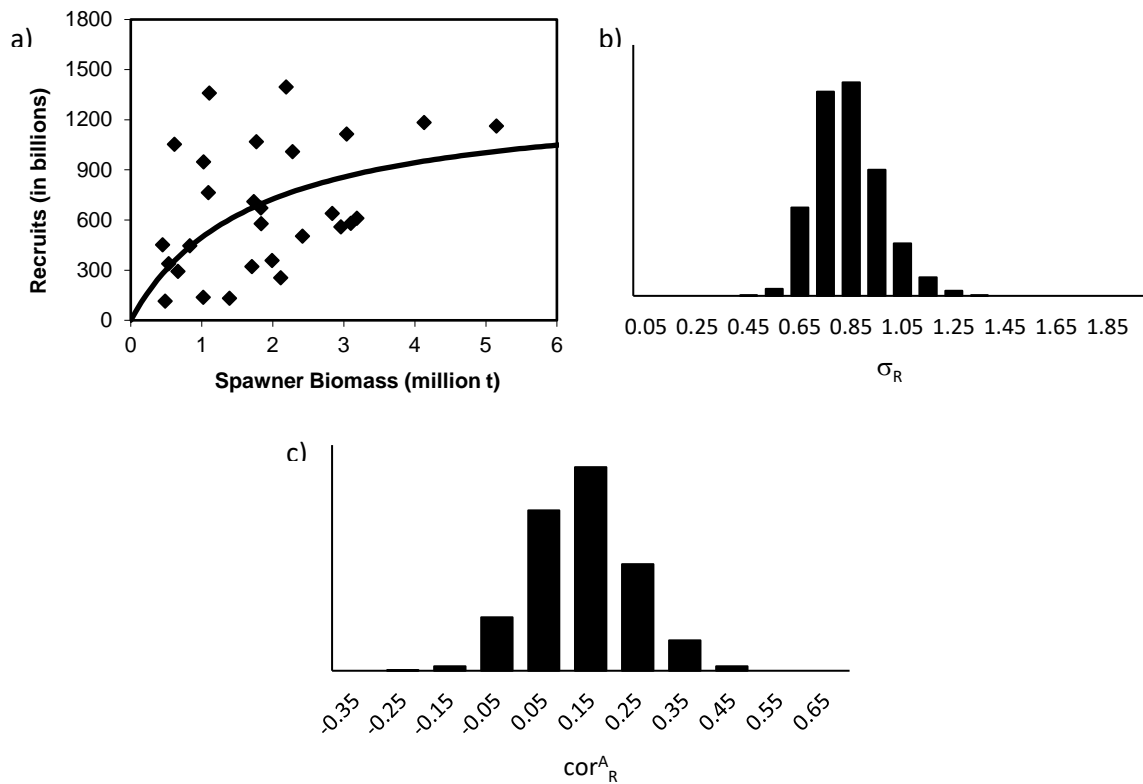 a)
1800
1500
1200
900
600
300
0
Recruits (in billions)
0 1 2 3 4 5 6
Spawner Biomass (million t)
b)
0.05 0.25 0.45 0.65 0.85 1.05 1.25 1.45 1.65 1.85
σR
c)
-0.35 -0.25 -0.15 -0.05 0.05 0.15 0.25 0.35 0.45 0.55 0.65
corAR